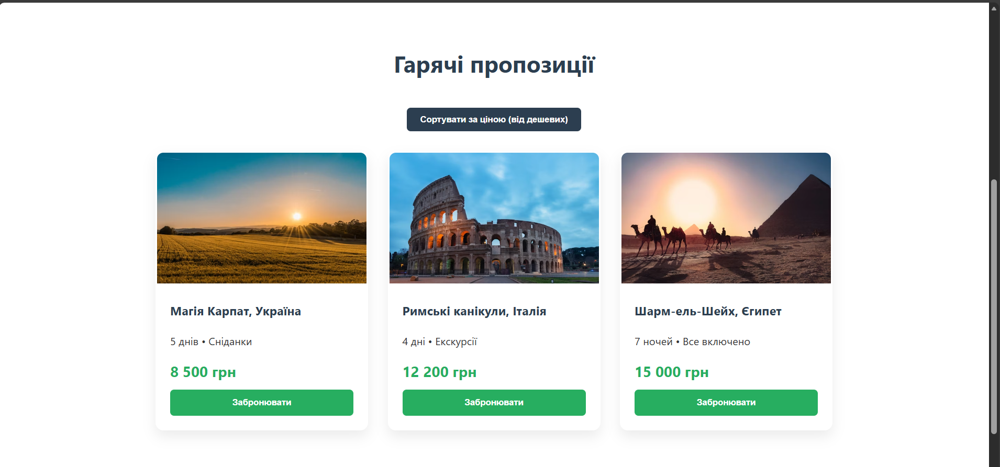 Гарячі пропозиції
Сортувати за ціною (від дешевих)
Магія Карпат, Україна
5 днів • Сніданки
8 500 грн
Забронювати
Римські канікули, Італія
4 дні • Екскурсії
12 200 грн
Забронювати
Шарм-ель-Шейх, Єгипет
7 ночей • Все включено
15 000 грн
Забронювати